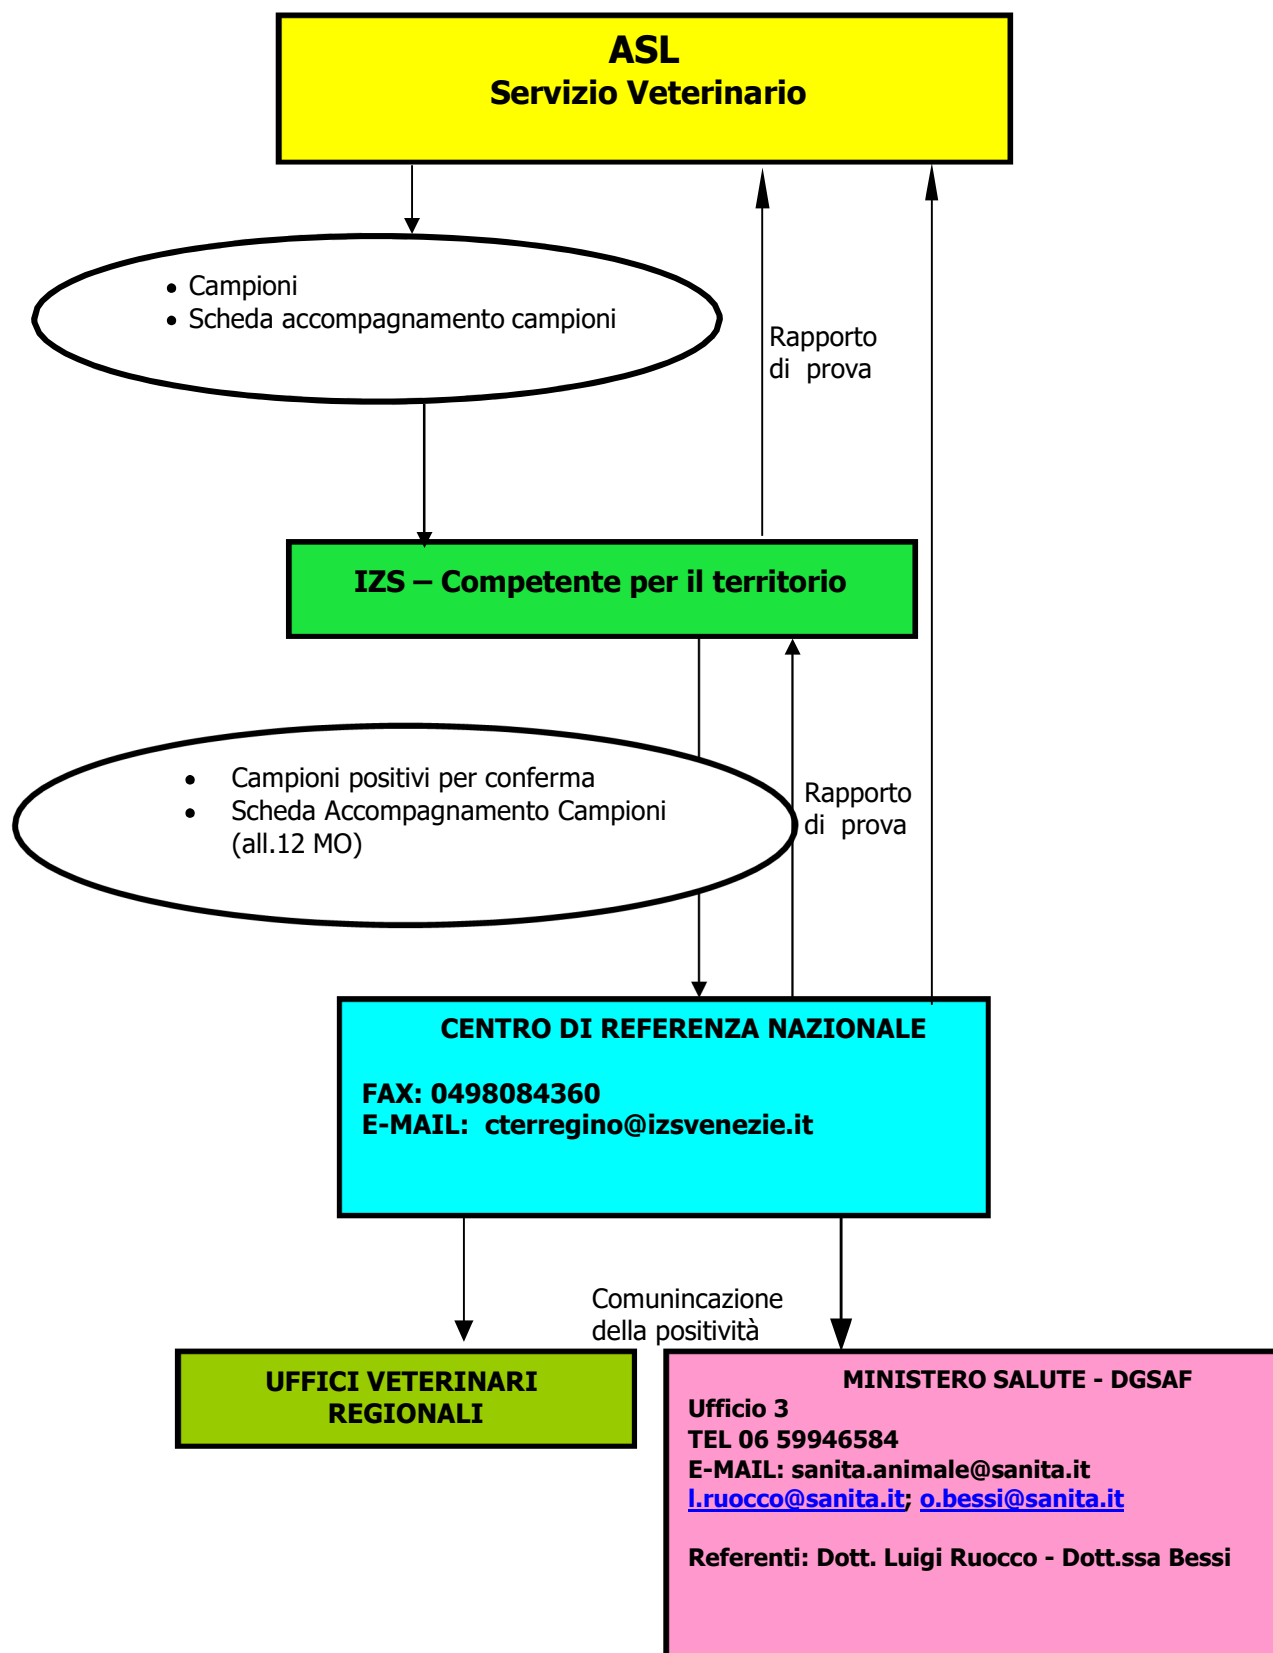 ASL
Servizio Veterinario
• Campioni
• Scheda accompagnamento campioni
Rapporto
di prova
IZS – Competente per il territorio
• Campioni positivi per conferma
• Scheda Accompagnamento Campioni
(all.12 MO)
Rapporto
di prova
CENTRO DI REFERENZA NAZIONALE
FAX: 0498084360
E-MAIL: cterregino@izsvenezie.it
Comunincazione
della positività
UFFICI VETERINARI
REGIONALI
MINISTERO SALUTE - DGSAF
Ufficio 3
TEL 06 59946584
E-MAIL: sanita.animale@sanita.it
l.ruocco@sanita.it; o.bessi@sanita.it
Referenti: Dott. Luigi Ruocco - Dott.ssa Bessi